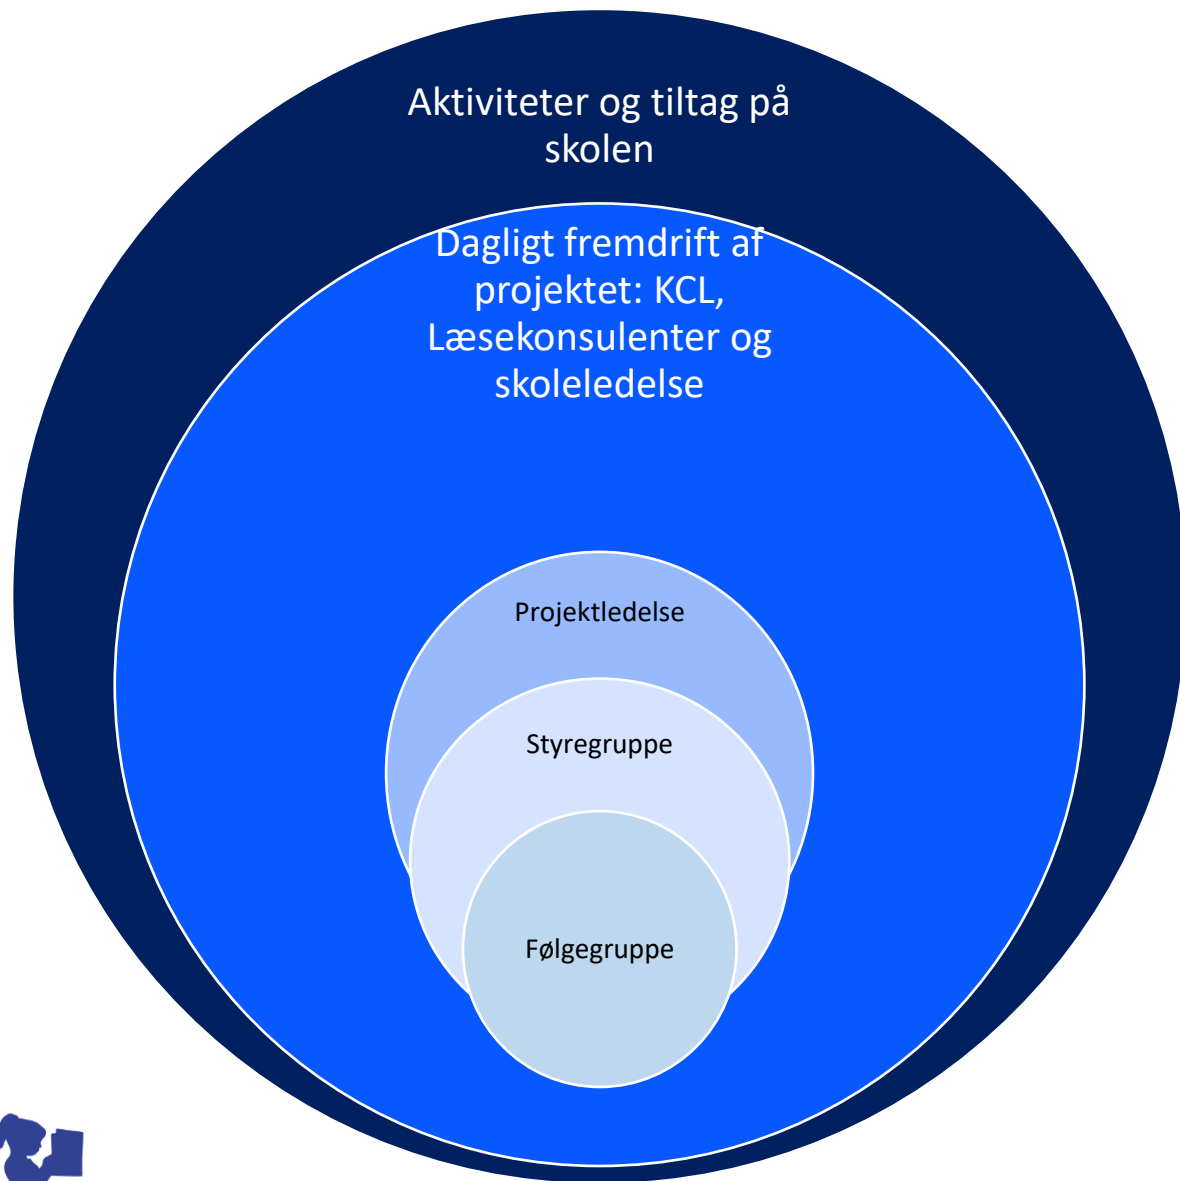 Aktiviteter og tiltag på
skolen
Dagligt fremdrift af
projektet: KCL,
Læsekonsulenter og
skoleledelse
Projektledelse
Styregruppe
Følgegruppe